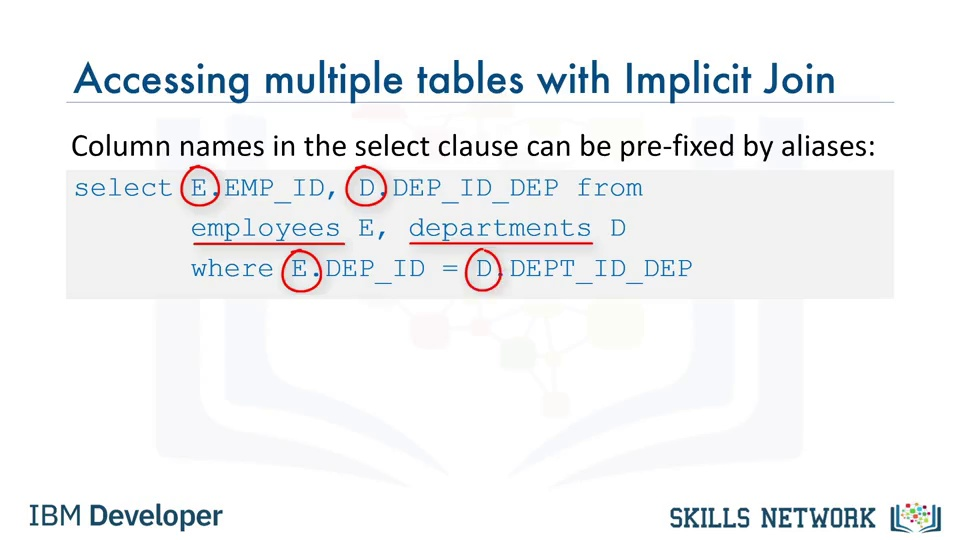 Accessing multiple tables with Implicit Join
Column names in the select clause can be pre-fixed by aliases:
select E.EMP_ID, D.DEP_ID_DEP from
employees E, departments D
where E.DEP_ID = D.DEPT_ID_DEP
IBM Developer
SKILLS NETWORK